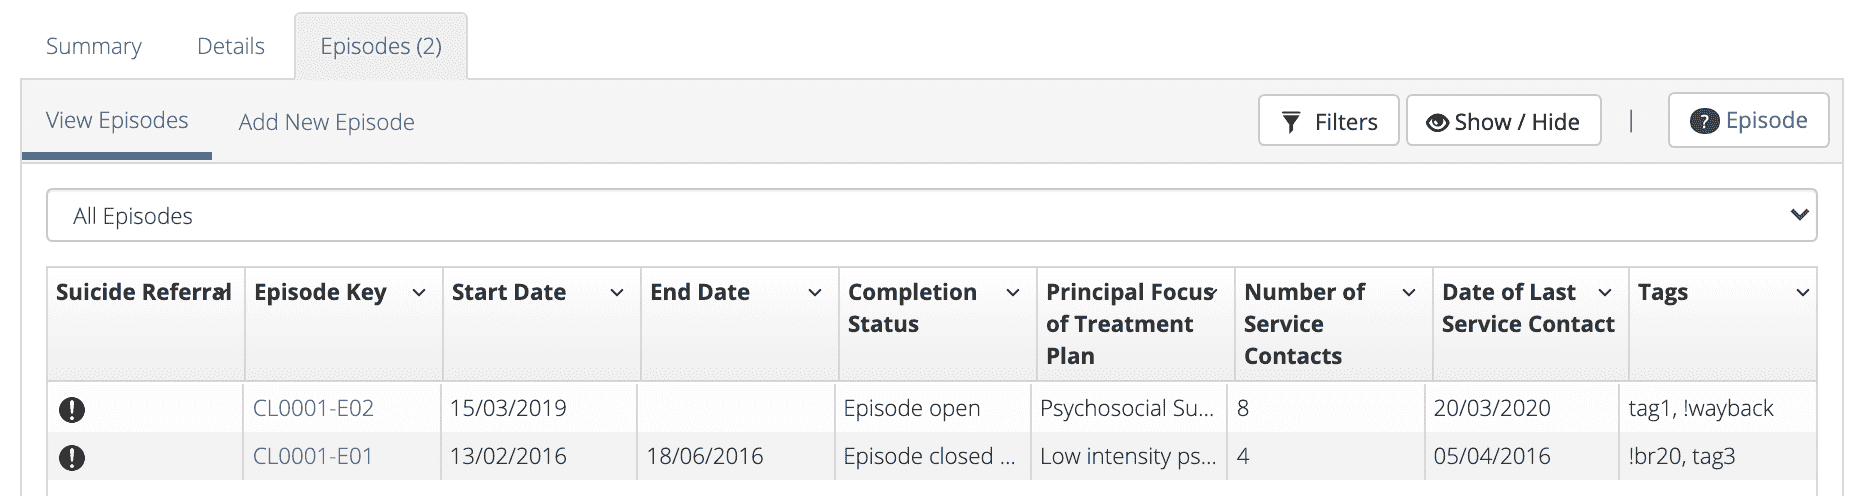 Summary Details Episodes (2)
View Episodes Add New Episode Filters Show / Hide | ? Episode
All Episodes
Suicide Referral Episode Key Start Date End Date Completion Principal Focus Number of Date of Last Tags
Status of Treatment Service Service Contact
Plan Contacts
! CL0001-E02 15/03/2019 Episode open Psychosocial Su... 8 20/03/2020 tag1, !wayback
! CL0001-E01 13/02/2016 18/06/2016 Episode closed ... Low intensity ps... 4 05/04/2016 !br20, tag3